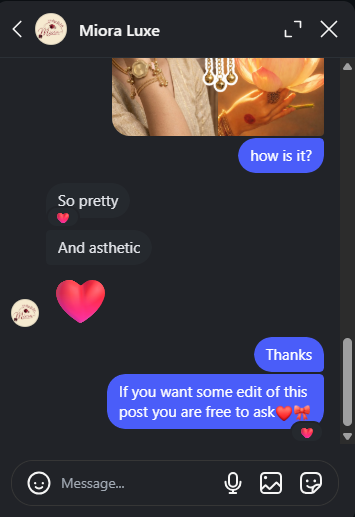 Miora Luxe
how is it?
So pretty
And asthetic
Thanks
If you want some edit of this
post you are free to ask❤️🎀
Message...